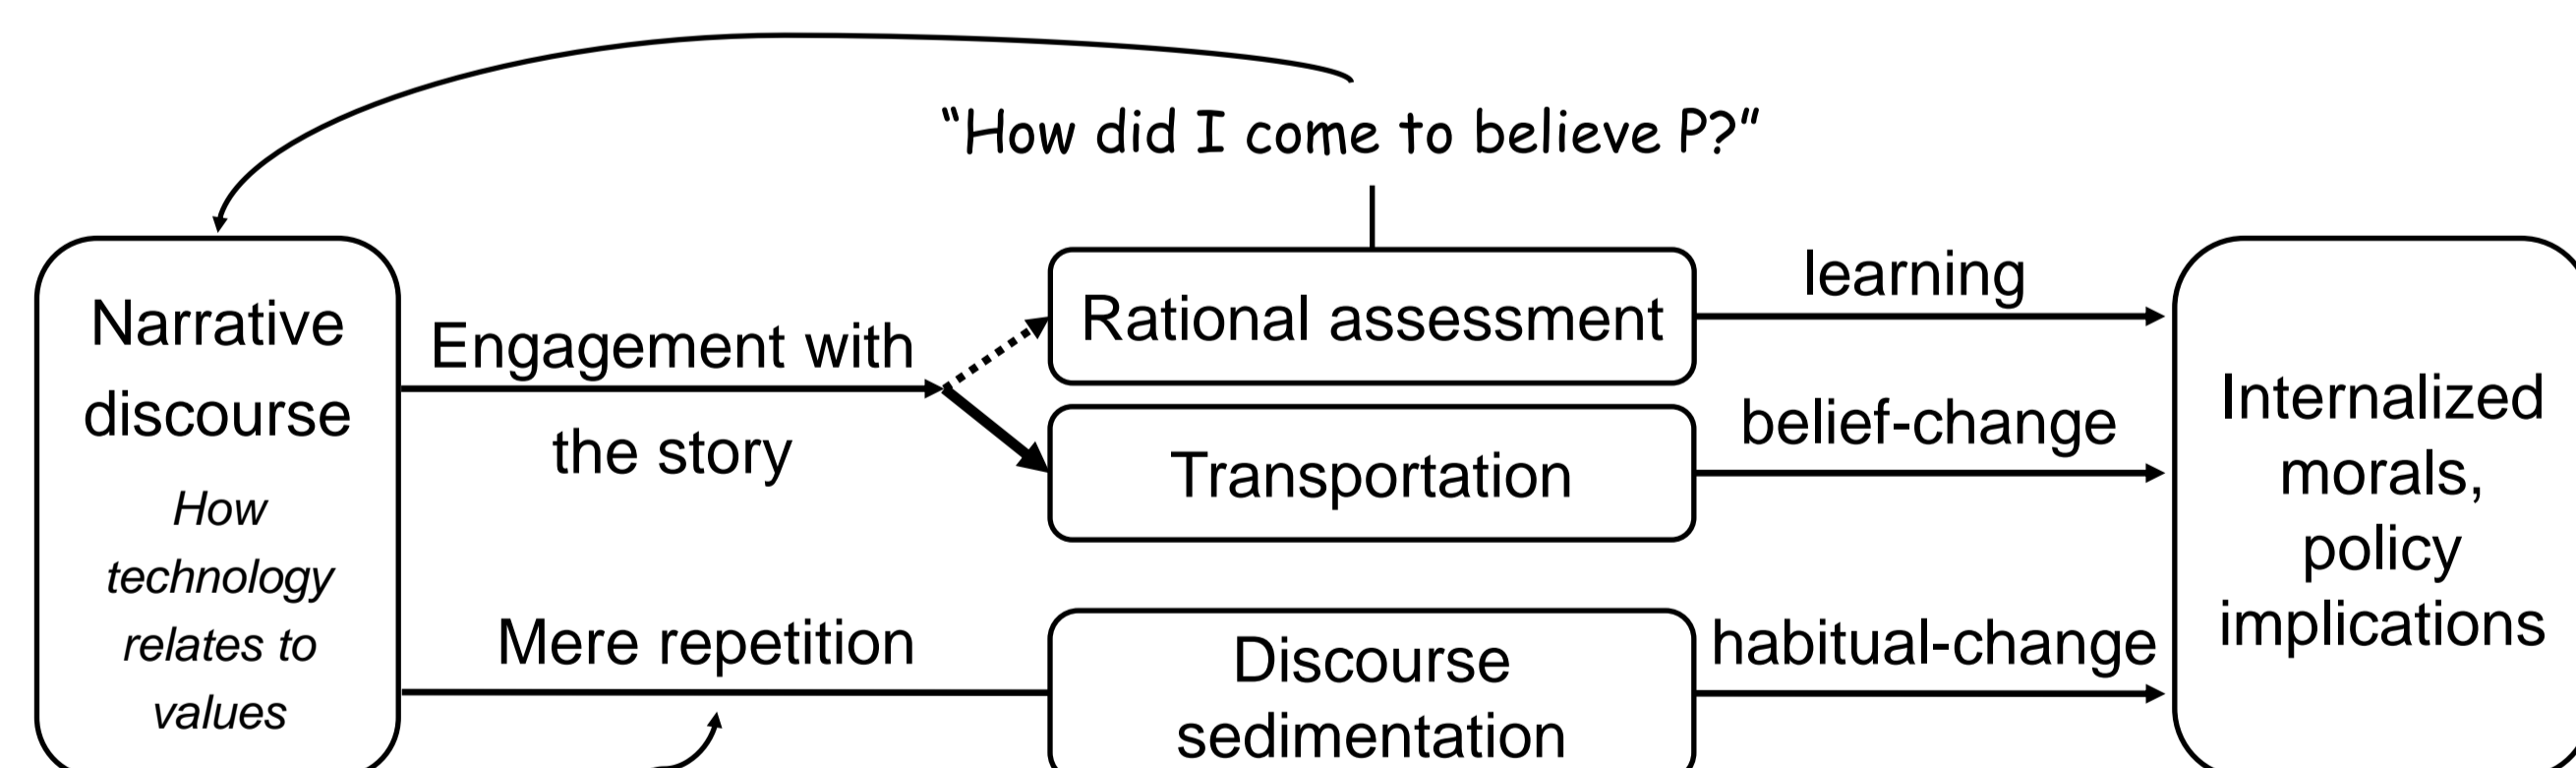 “How did I come to believe P?”
Narrative
discourse
How
technology
relates to
values
Engagement with
the story
Mere repetition
Rational assessment
Transportation
Discourse
sedimentation
learning
belief-change
habitual-change
Internalized
morals,
policy
implications